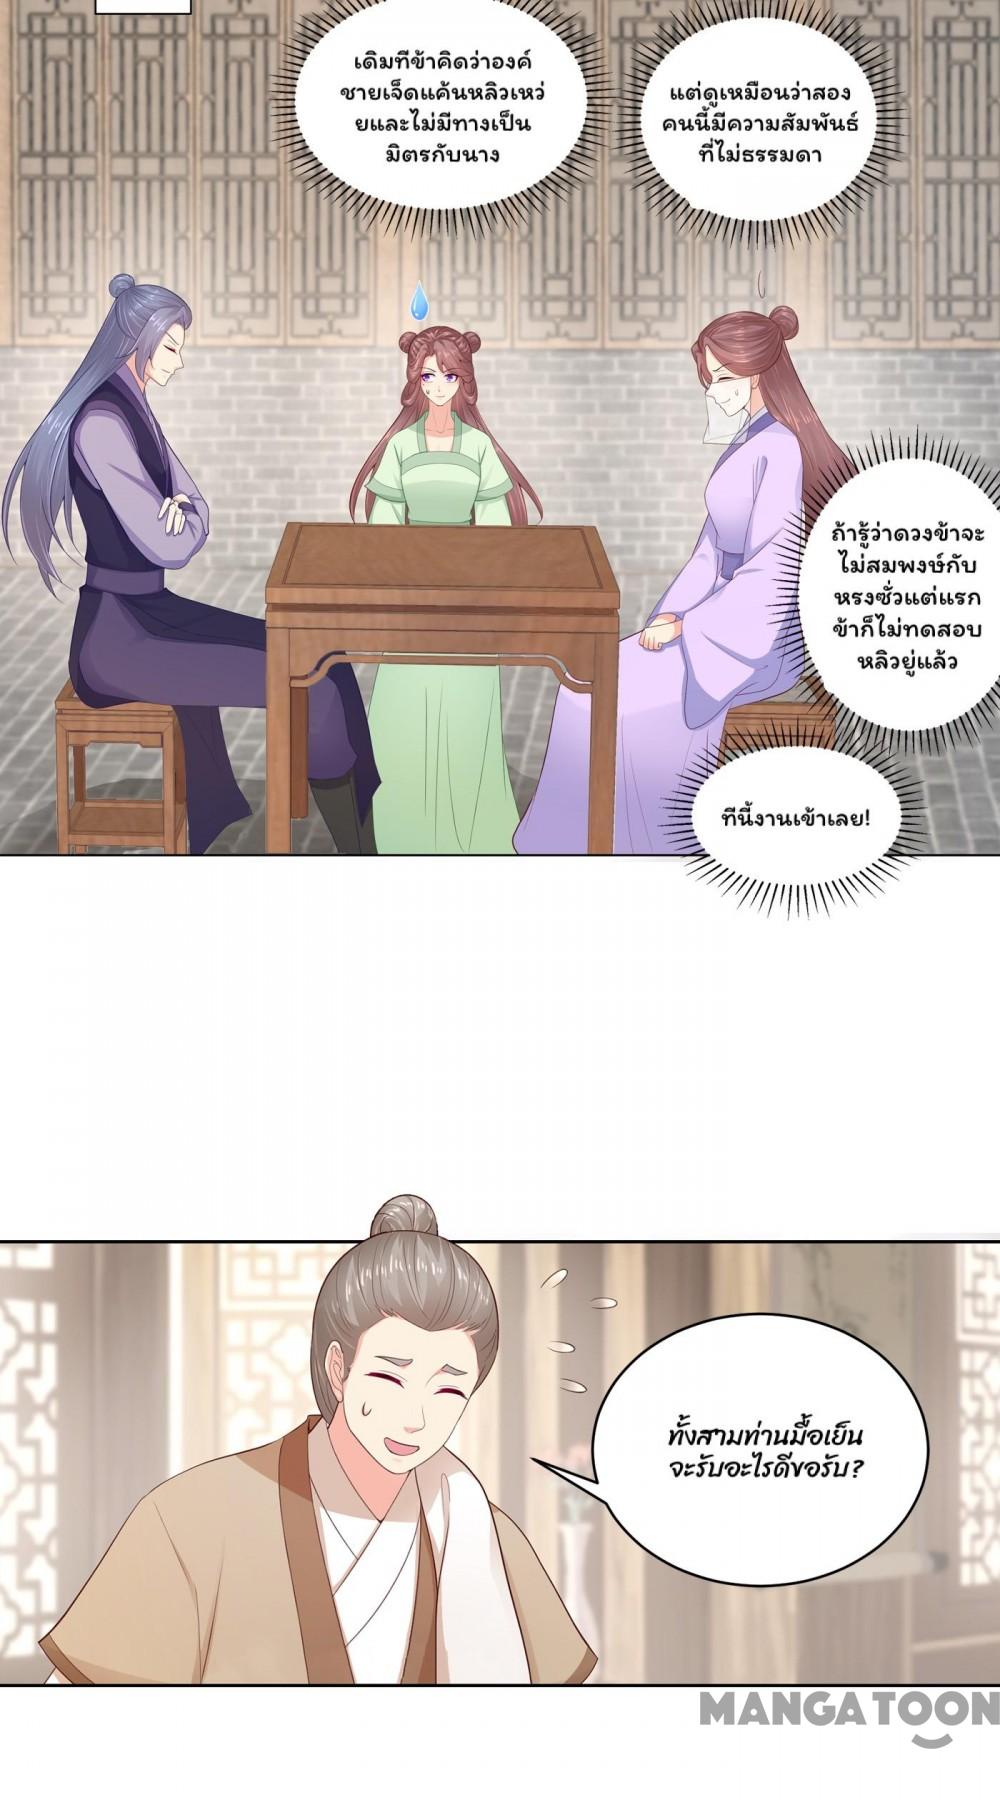 เดิมทีข้าคิดว่าองค์
ชายเจ็ดแค้นหลิวเหว่
ยและไม่มีทางเป็น
มิตรกับนาง
แต่ดูเหมือนว่าสอง
คนนี้มีความสัมพันธ์
ที่ไม่ธรรมดา
ถ้ารู้ว่าดวงข้าจะ
ไม่สมพงษ์กับ
หรงซั่วแต่แรก
ข้าก็ไม่ทดสอบ
หลิวยู่แล้ว
ทีนี้งานเข้าเลย!
ทั้งสามท่านมื้อเย็น
จะรับอะไรดีขอรับ?
MANGATOON